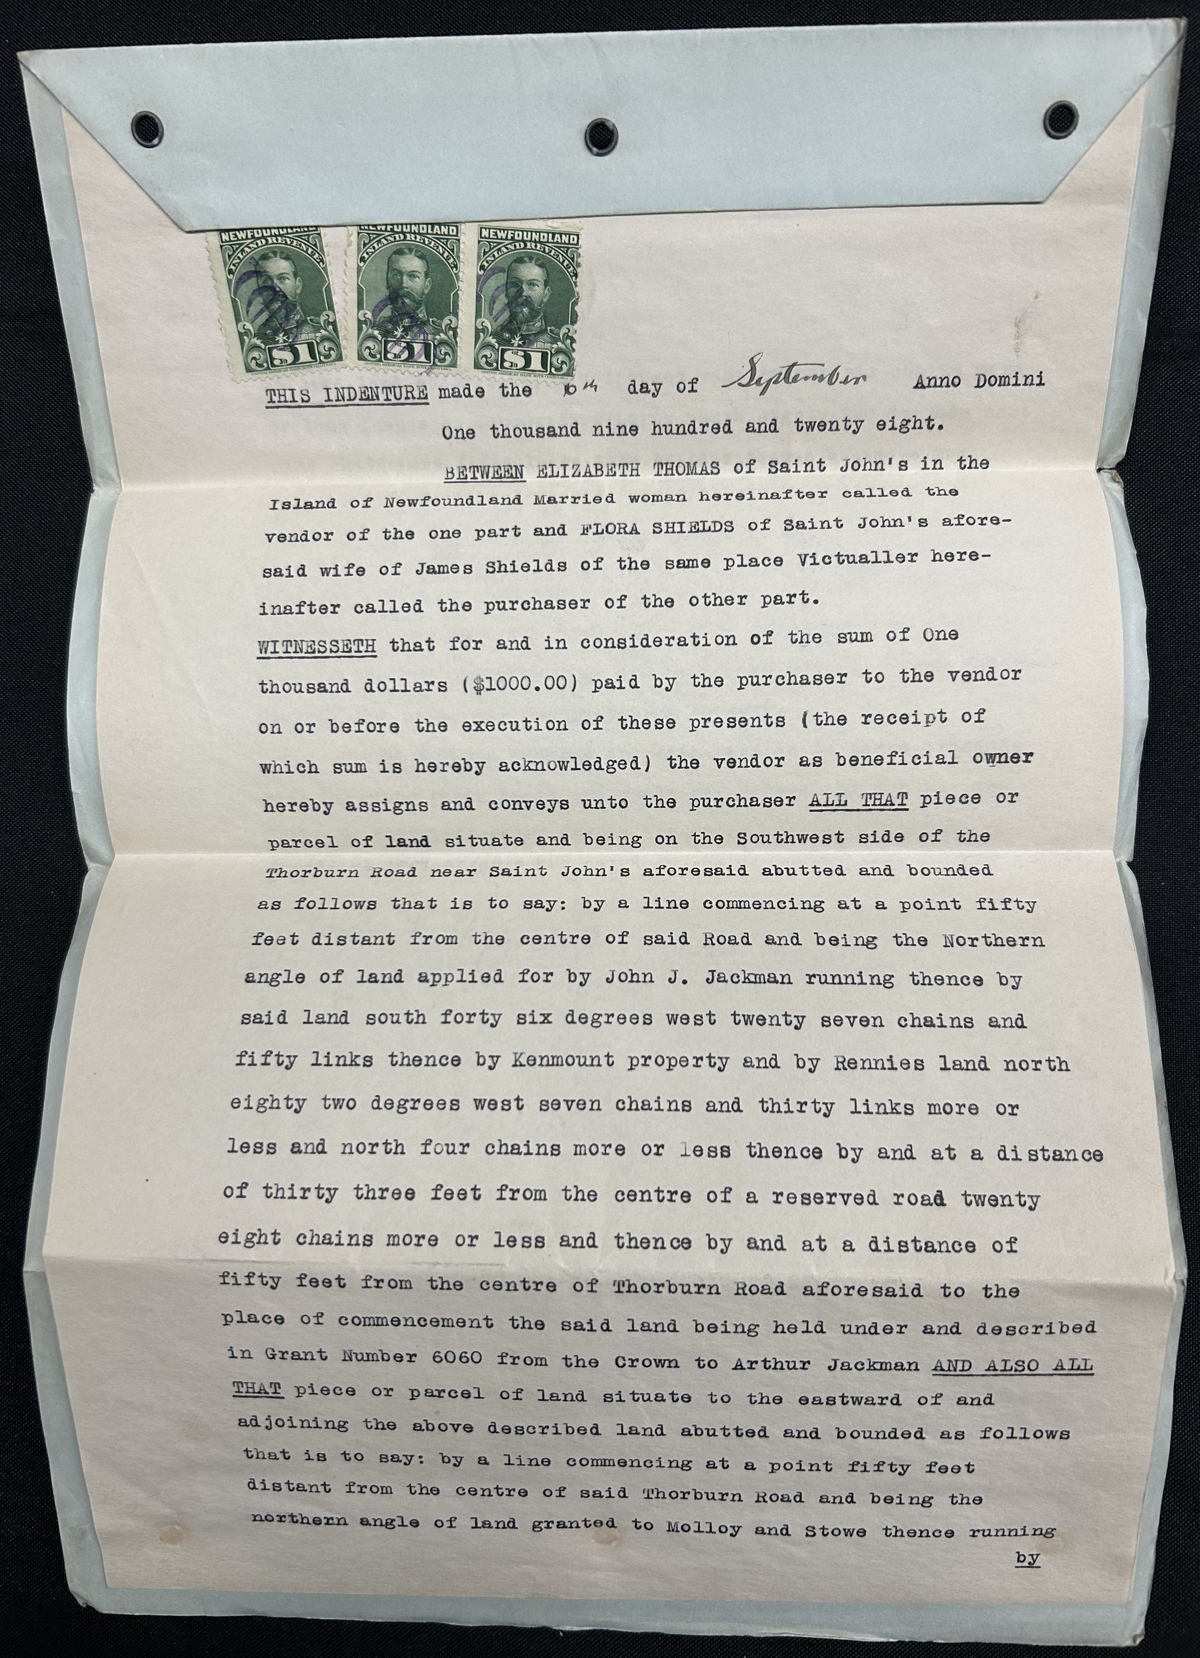 NEWFOUNDLAND NEWFOUNDLAND NEWFOUNDLAND
INLAND REVENUE INLAND REVENUE INLAND REVENUE
$1 $1 $1
THIS INDENTURE made the 6th day of September Anno Domini
One thousand nine hundred and twenty eight.
BETWEEN ELIZABETH THOMAS of Saint John's in the
Island of Newfoundland Married woman hereinafter called the
vendor of the one part and FLORA SHIELDS of Saint John's afore-
said wife of James Shields of the same place Victualler here-
inafter called the purchaser of the other part.
WITNESSETH that for and in consideration of the sum of One
thousand dollars ($1000.00) paid by the purchaser to the vendor
on or before the execution of these presents (the receipt of
which sum is hereby acknowledged) the vendor as beneficial owner
hereby assigns and conveys unto the purchaser ALL THAT piece or
parcel of land situate and being on the Southwest side of the
Thorburn Road near Saint John's aforesaid abutted and bounded
as follows that is to say: by a line commencing at a point fifty
feet distant from the centre of said Road and being the Northern
angle of land applied for by John J. Jackman running thence by
said land south forty six degrees west twenty seven chains and
fifty links thence by Kenmount property and by Rennies land north
eighty two degrees west seven chains and thirty links more or
less and north four chains more or less thence by and at a distance
of thirty three feet from the centre of a reserved road twenty
eight chains more or less and thence by and at a distance of
fifty feet from the centre of Thorburn Road aforesaid to the
place of commencement the said land being held under and described
in Grant Number 6060 from the Crown to Arthur Jackman AND ALSO ALL
THAT piece or parcel of land situate to the eastward of and
adjoining the above described land abutted and bounded as follows
that is to say: by a line commencing at a point fifty feet
distant from the centre of said Thorburn Road and being the
northern angle of land granted to Molloy and Stowe thence running
by